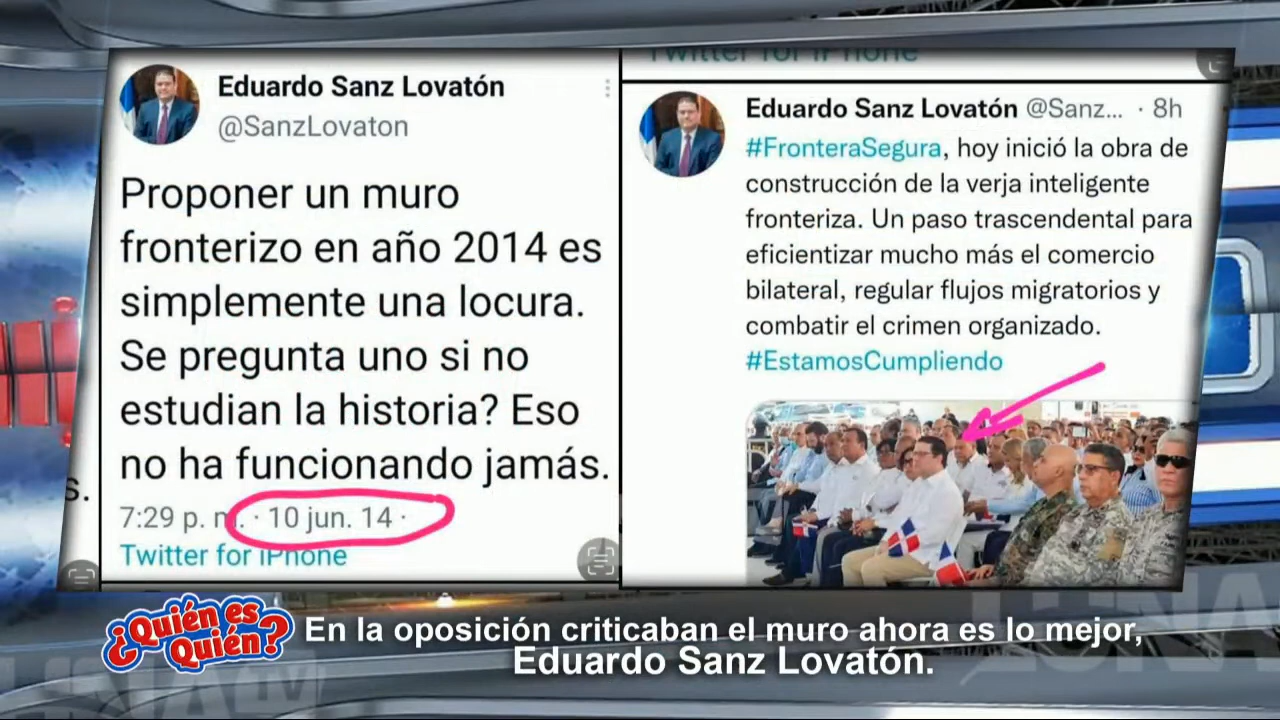 Eduardo Sanz Lovatón
@SanzLovaton
Proponer un muro
fronterizo en año 2014 es
simplemente una locura.
Se pregunta uno si no
estudian la historia? Eso
no ha funcionando jamás.
s.
7:29 p. m. · 10 jun. 14 ·
Twitter for iPhone
Twitter for iPhone
Eduardo Sanz Lovatón @Sanz... · 8h
#FronteraSegura, hoy inició la obra de
construcción de la verja inteligente
fronteriza. Un paso trascendental para
eficientizar mucho más el comercio
bilateral, regular flujos migratorios y
combatir el crimen organizado.
#EstamosCumpliendo
¿Quién es
Quién?
En la oposición criticaban el muro ahora es lo mejor,
Eduardo Sanz Lovatón.